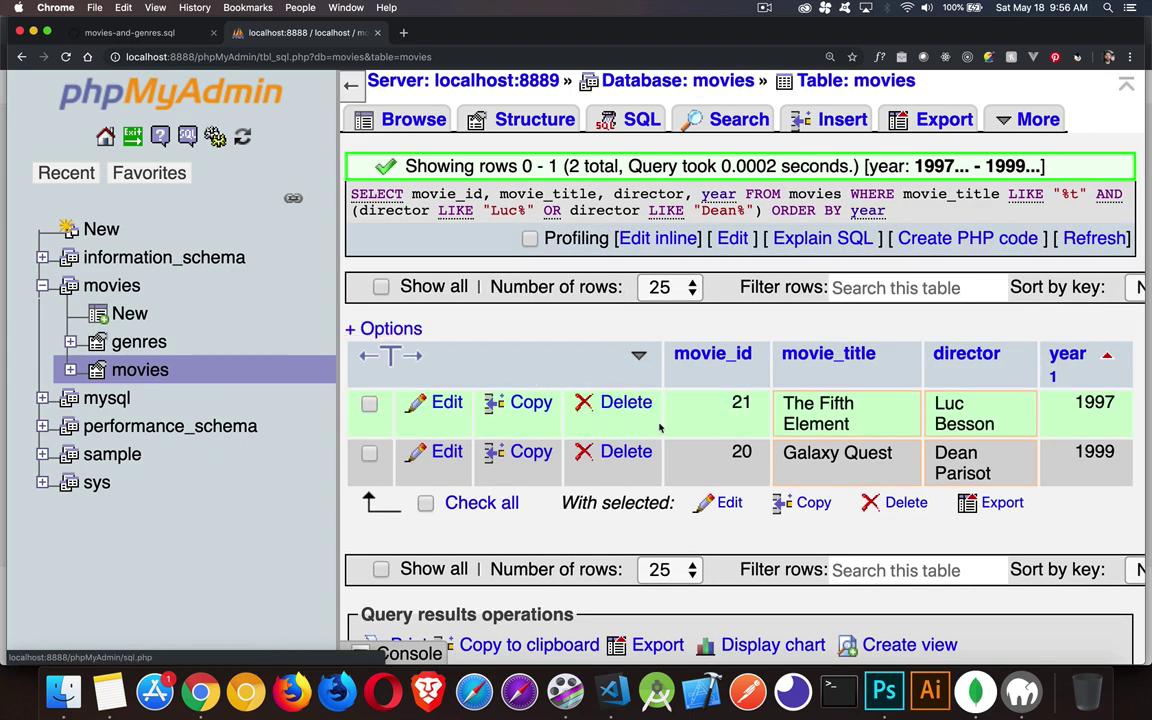 Chrome File Edit View History Bookmarks People Window Help 100% Sat May 18 9:56 AM
movies-and-genres.sql × localhost:8888 / localhost / mo × +
localhost:8888/phpMyAdmin/tbl_sql.php?db=movies&table=movies
phpMyAdmin
Recent Favorites
New
information_schema
movies
New
genres
movies
mysql
performance_schema
sample
sys
localhost:8888/phpMyAdmin/sql.php
Server: localhost:8889 » Database: movies » Table: movies
Browse Structure SQL Search Insert Export More
Showing rows 0 - 1 (2 total, Query took 0.0002 seconds.) [year: 1997... - 1999...]
SELECT movie_id, movie_title, director, year FROM movies WHERE movie_title LIKE "%t" AND
(director LIKE "Luc%" OR director LIKE "Dean%") ORDER BY year
Profiling [Edit inline] [ Edit ] [ Explain SQL ] [ Create PHP code ] [ Refresh]
Show all | Number of rows: 25 Filter rows: Search this table Sort by key: N
+ Options
←T→ movie_id movie_title director year
1
Edit Copy Delete 21 The Fifth Luc 1997
Element Besson
Edit Copy Delete 20 Galaxy Quest Dean 1999
Parisot
Check all With selected: Edit Copy Delete Export
Show all | Number of rows: 25 Filter rows: Search this table Sort by key: N
Query results operations
Print Copy to clipboard Export Display chart Create view
Console
1 Ps Ai